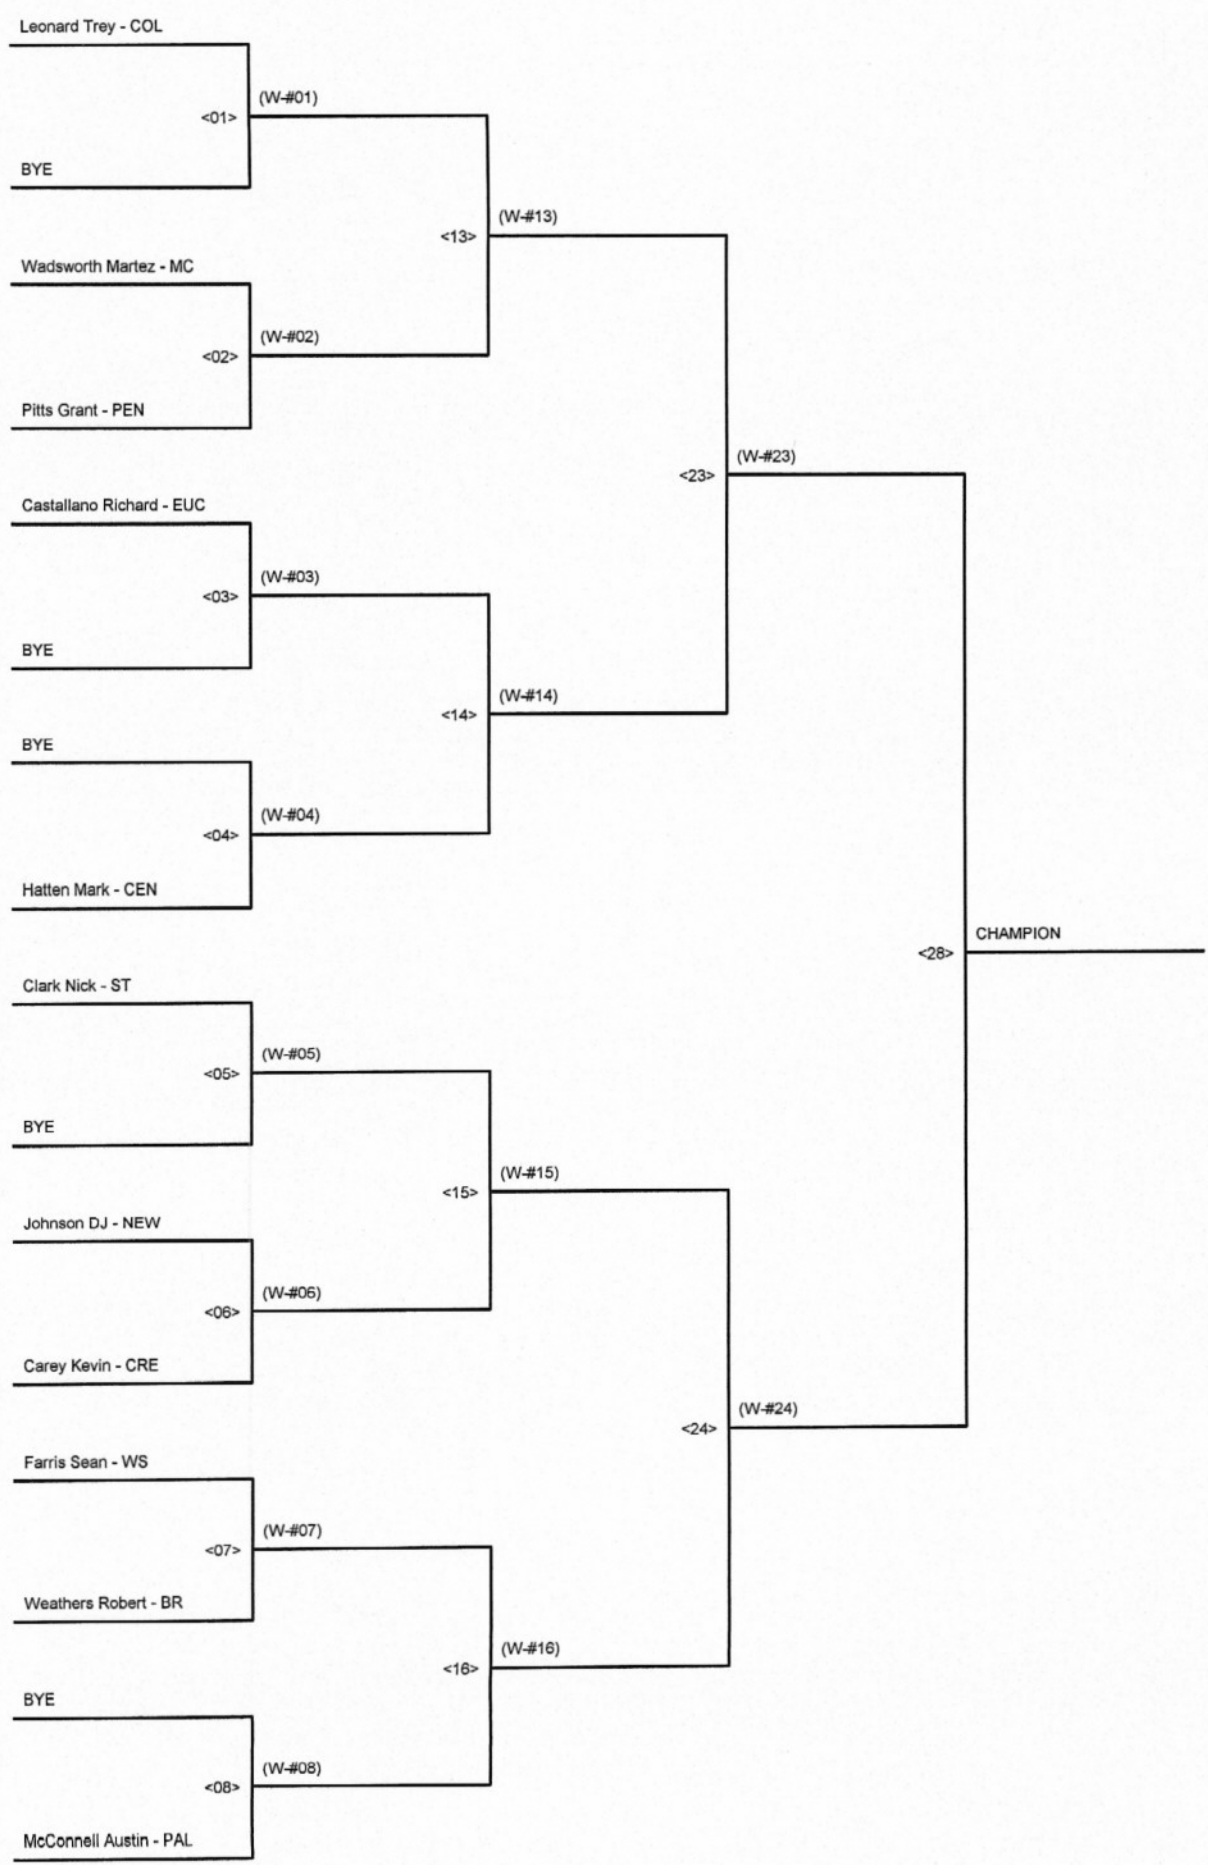 Leonard Trey - COL
(W-#01)
<01>
BYE
(W-#13)
<13>
Wadsworth Martez - MC
(W-#02)
<02>
Pitts Grant - PEN
(W-#23)
<23>
Castallano Richard - EUC
(W-#03)
<03>
BYE
(W-#14)
<14>
BYE
(W-#04)
<04>
Hatten Mark - CEN
CHAMPION
<28>
Clark Nick - ST
(W-#05)
<05>
BYE
(W-#15)
<15>
Johnson DJ - NEW
(W-#06)
<06>
Carey Kevin - CRE
(W-#24)
<24>
Farris Sean - WS
(W-#07)
<07>
Weathers Robert - BR
(W-#16)
<16>
BYE
(W-#08)
<08>
McConnell Austin - PAL